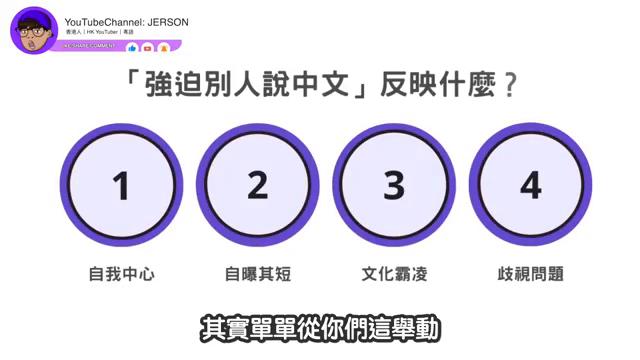 YouTubeChannel: JERSON
香港人｜HK YouTuber｜粵語
LIKE/SHARE/COMMENT
「強迫別人說中文」反映什麼？
1
2
3
4
自我中心
自曝其短
文化霸凌
歧視問題
其實單單從你們這舉動